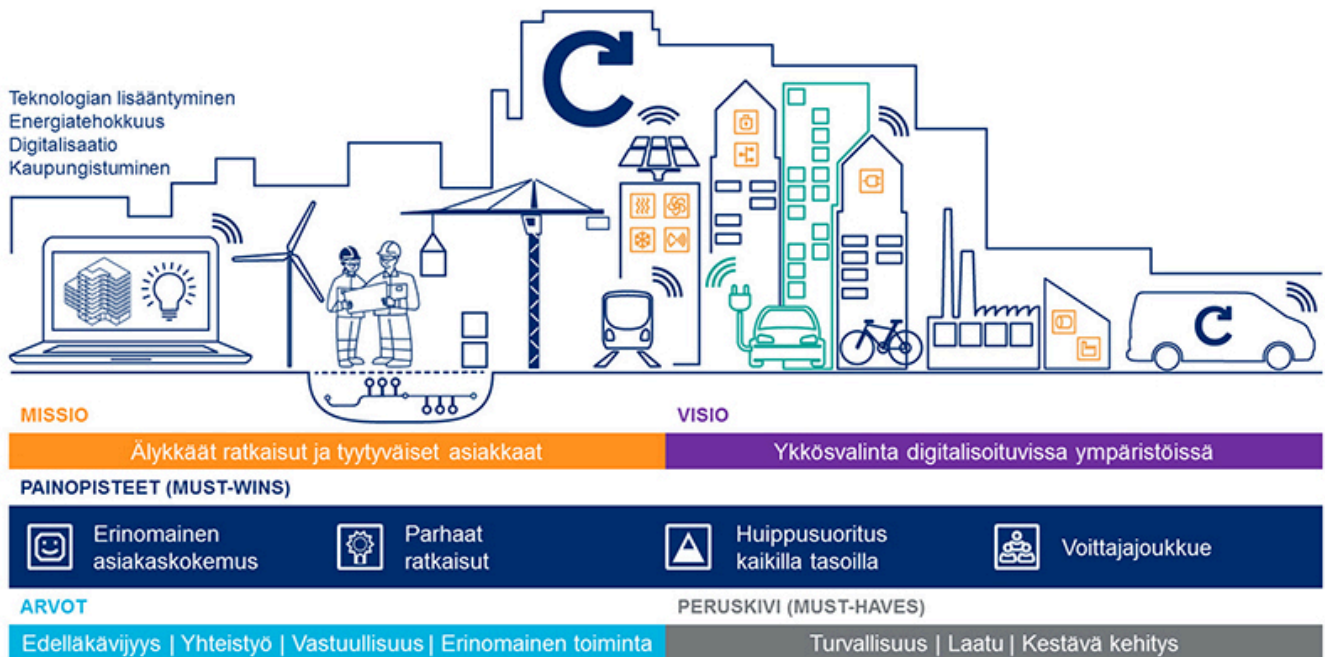 Teknologian lisääntyminen
Energiatehokkuus
Digitalisaatio
Kaupungistuminen
MISSIO
Älykkäät ratkaisut ja tyytyväiset asiakkaat
VISIO
Ykkösvalinta digitalisoituvissa ympäristöissä
PAINOPISTEET (MUST-WINS)
Erinomainen
asiakaskokemus
Parhaat
ratkaisut
Huippusuoritus
kaikilla tasoilla
Voittajajoukkue
ARVOT
Edelläkävijyys | Yhteistyö | Vastuullisuus | Erinomainen toiminta
PERUSKIVI (MUST-HAVES)
Turvallisuus | Laatu | Kestävä kehitys